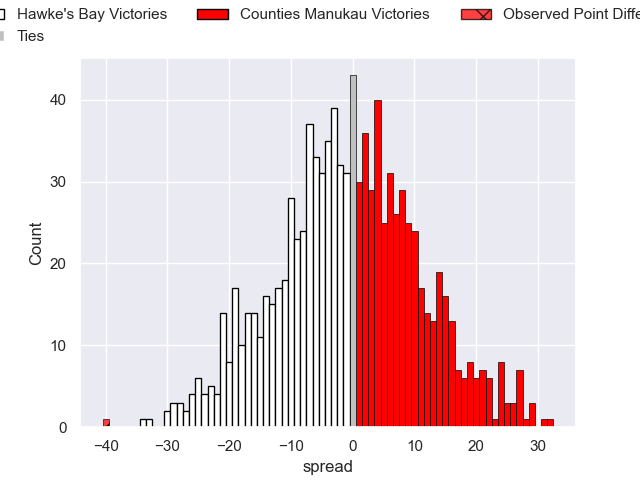 Hawke's Bay Victories
Counties Manukau Victories
Observed Point Diffe
Ties
Count
40
30
20
10
0
−40
−30
−20
−10
0
10
20
30
spread